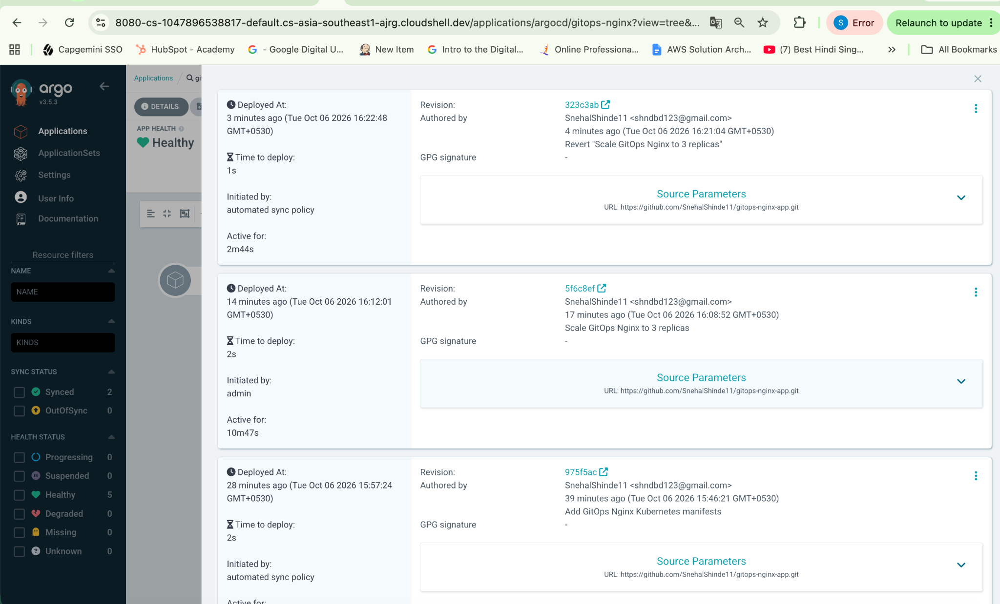 8080-cs-1047896538817-default.cs-asia-southeast1-ajrg.cloudshell.dev/applications/argocd/gitops-nginx?view=tree&...
S Error
Relaunch to update
Capgemini SSO
HubSpot - Academy
- Google Digital U...
New Item
Intro to the Digital...
Online Professiona...
AWS Solution Arch...
(7) Best Hindi Sing...
All Bookmarks
argo
v3.5.3
Applications
ApplicationSets
Settings
User Info
Documentation
Resource filters
NAME
NAME
KINDS
KINDS
SYNC STATUS
Synced 2
OutOfSync 0
HEALTH STATUS
Progressing 0
Suspended 0
Healthy 5
Degraded 0
Missing 0
Unknown 0
Applications / gi
DETAILS
APP HEALTH
Healthy
Deployed At:
3 minutes ago (Tue Oct 06 2026 16:22:48
GMT+0530)
Time to deploy:
1s
Initiated by:
automated sync policy
Active for:
2m44s
Revision: 323c3ab
Authored by SnehalShinde11 <shndbd123@gmail.com>
4 minutes ago (Tue Oct 06 2026 16:21:04 GMT+0530)
Revert "Scale GitOps Nginx to 3 replicas"
GPG signature -
Source Parameters
URL: https://github.com/SnehalShinde11/gitops-nginx-app.git
Deployed At:
14 minutes ago (Tue Oct 06 2026 16:12:01
GMT+0530)
Time to deploy:
2s
Initiated by:
admin
Active for:
10m47s
Revision: 5f6c8ef
Authored by SnehalShinde11 <shndbd123@gmail.com>
17 minutes ago (Tue Oct 06 2026 16:08:52 GMT+0530)
Scale GitOps Nginx to 3 replicas
GPG signature -
Source Parameters
URL: https://github.com/SnehalShinde11/gitops-nginx-app.git
Deployed At:
28 minutes ago (Tue Oct 06 2026 15:57:24
GMT+0530)
Time to deploy:
2s
Initiated by:
automated sync policy
Active for:
Revision: 975f5ac
Authored by SnehalShinde11 <shndbd123@gmail.com>
39 minutes ago (Tue Oct 06 2026 15:46:21 GMT+0530)
Add GitOps Nginx Kubernetes manifests
GPG signature -
Source Parameters
URL: https://github.com/SnehalShinde11/gitops-nginx-app.git